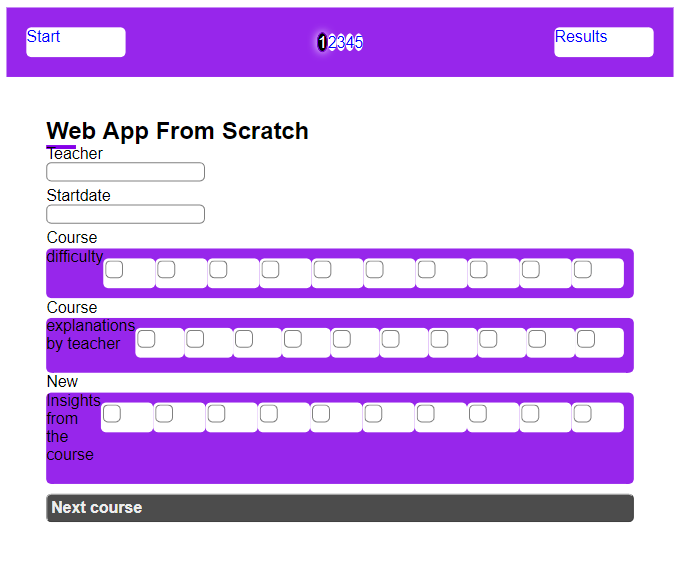 Start
12345
Results
Web App From Scratch
Teacher
Startdate
Course
difficulty
Course
explanations
by teacher
New
Insights
from
the
course
Next course